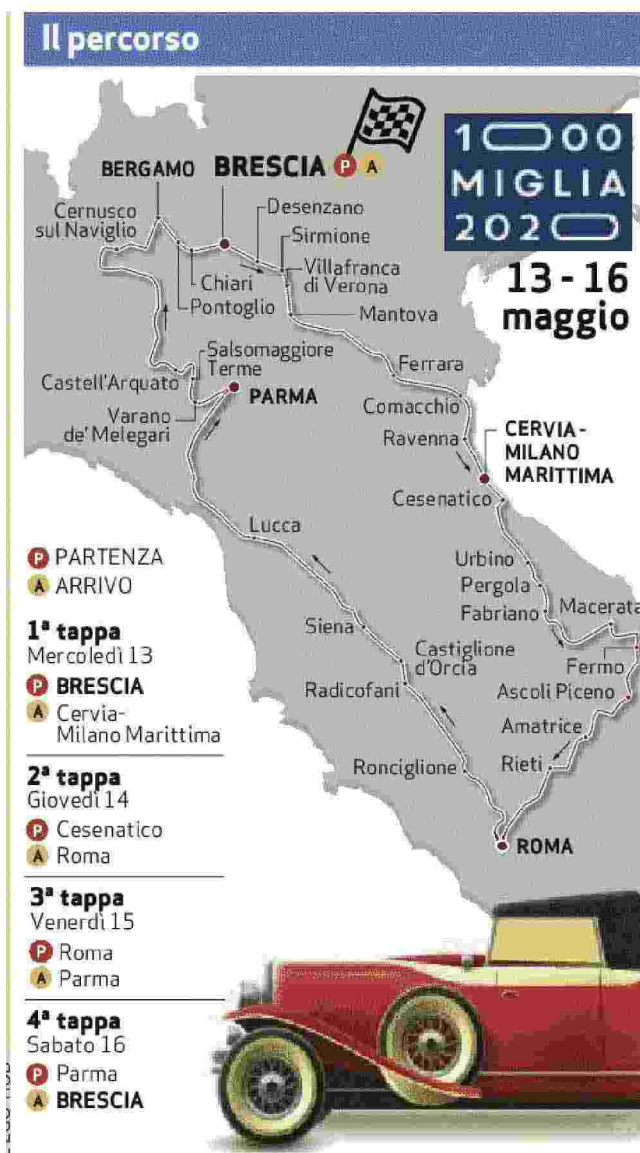 Il percorso
1000
MIGLIA
2020
13 - 16
maggio
BERGAMO
BRESCIA P A
Cernusco
sul Naviglio
Desenzano
Sirmione
Chiari
Villafranca
di Verona
Pontoglio
Mantova
Salsomaggiore
Terme
Castell'Arquato
PARMA
Varano
de' Melegari
Ferrara
Comacchio
Ravenna
CERVIA-
MILANO
MARITTIMA
Cesenatico
Lucca
Urbino
Pergola
Fabriano
Macerata
Siena
Castiglione
d'Orcia
Fermo
Radicofani
Ascoli Piceno
Amatrice
Ronciglione
Rieti
ROMA
P PARTENZA
A ARRIVO
1ª tappa
Mercoledì 13
P BRESCIA
A Cervia-
Milano Marittima
2ª tappa
Giovedì 14
P Cesenatico
A Roma
3ª tappa
Venerdì 15
P Roma
A Parma
4ª tappa
Sabato 16
P Parma
A BRESCIA